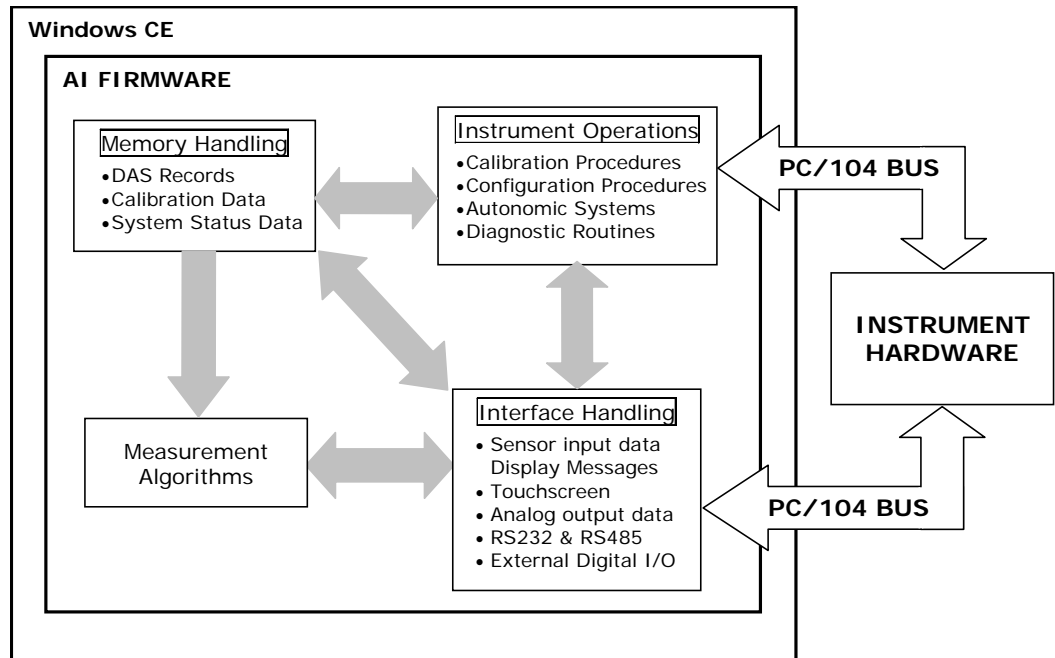 Windows CE
AI FIRMWARE
Memory Handling
•DAS Records
•Calibration Data
•System Status Data
Instrument Operations
•Calibration Procedures
•Configuration Procedures
•Autonomic Systems
•Diagnostic Routines
PC/104 BUS
INSTRUMENT
HARDWARE
Measurement
Algorithms
Interface Handling
• Sensor input data
Display Messages
• Touchscreen
• Analog output data
• RS232 & RS485
• External Digital I/O
PC/104 BUS